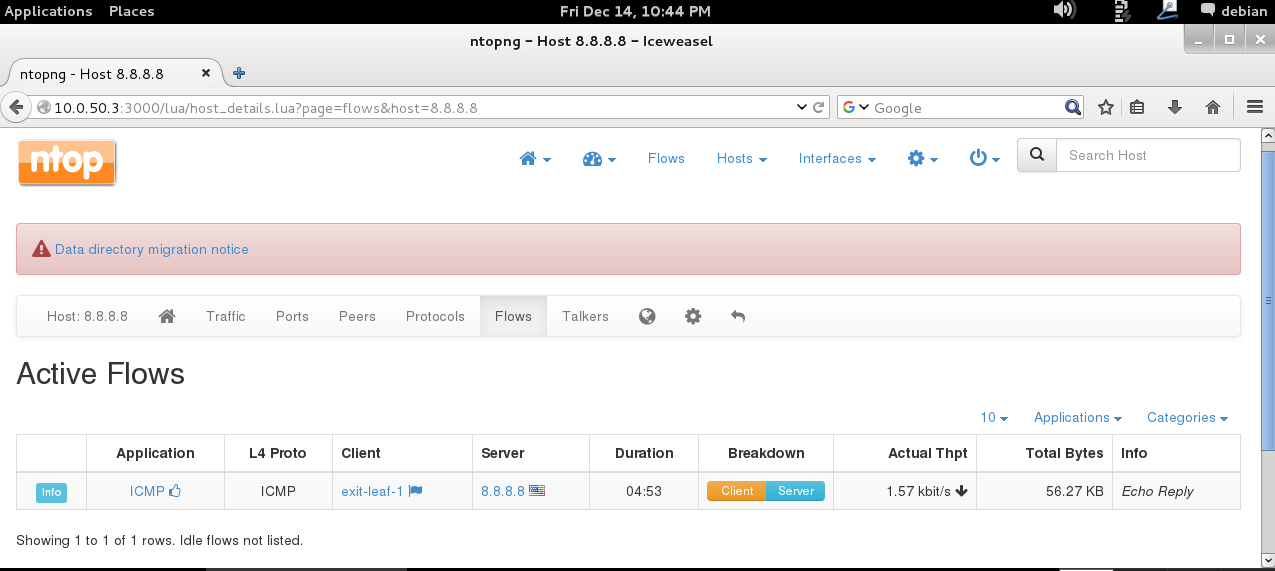 Applications Places Fri Dec 14, 10:44 PM debian
ntopng - Host 8.8.8.8 - Iceweasel
ntopng - Host 8.8.8.8
10.0.50.3:3000/lua/host_details.lua?page=flows&host=8.8.8.8 Google
ntop Flows Hosts Interfaces Search Host
Data directory migration notice
Host: 8.8.8.8 Traffic Ports Peers Protocols Flows Talkers
Active Flows
10 Applications Categories
Application L4 Proto Client Server Duration Breakdown Actual Thpt Total Bytes Info
Info ICMP ICMP exit-leaf-1 8.8.8.8 04:53 Client Server 1.57 kbit/s 56.27 KB Echo Reply
Showing 1 to 1 of 1 rows. Idle flows not listed.